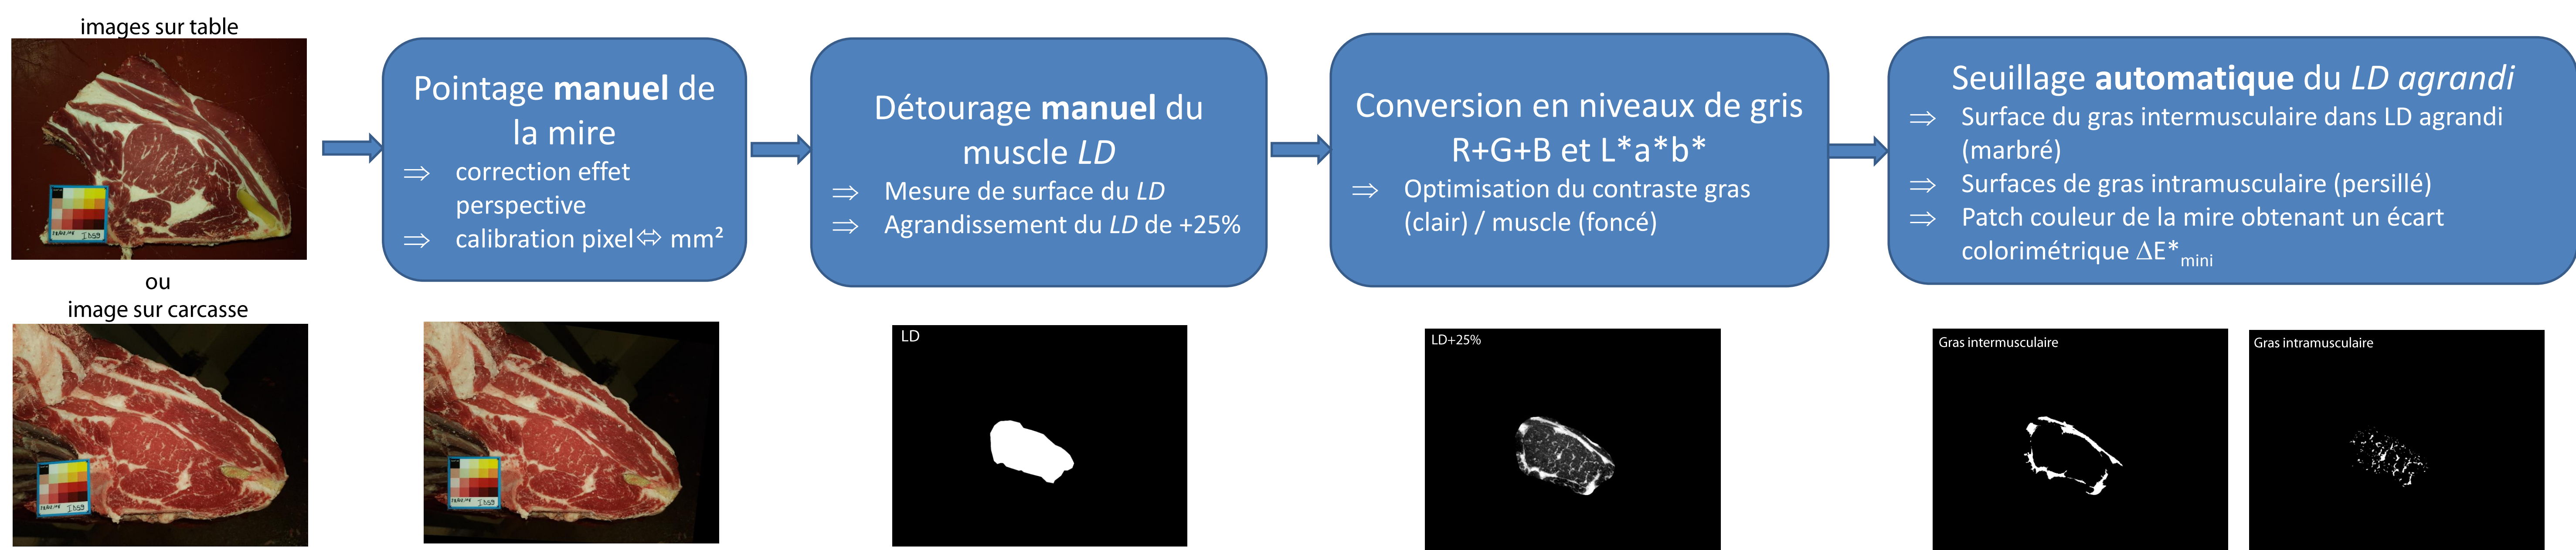 images sur table
ou
image sur carcasse
Pointage manuel de
la mire
⇒ correction effet
perspective
⇒ calibration pixel⇔ mm²
Détourage manuel du
muscle LD
⇒ Mesure de surface du LD
⇒ Agrandissement du LD de +25%
Conversion en niveaux de gris
R+G+B et L*a*b*
⇒ Optimisation du contraste gras
(clair) / muscle (foncé)
Seuillage automatique du LD agrandi
⇒ Surface du gras intermusculaire dans LD agrandi
(marbré)
⇒ Surfaces de gras intramusculaire (persillé)
⇒ Patch couleur de la mire obtenant un écart
colorimétrique ΔE*mini
LD
LD+25%
Gras intermusculaire
Gras intramusculaire